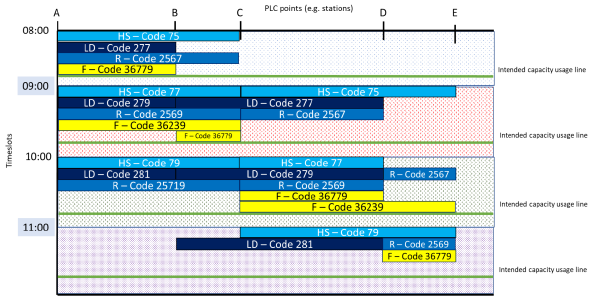 PLC points (e.g. stations)
A B C D E
Timeslots
08:00
HS – Code 75
LD – Code 277
R – Code 2567
F – Code 36779
Intended capacity usage line
09:00
HS – Code 77 HS – Code 75
LD – Code 279 LD – Code 277
R – Code 2569 R – Code 2567
F – Code 36239
F – Code 36779
Intended capacity usage line
10:00
HS – Code 79 HS – Code 77
LD – Code 281 LD – Code 279 R – Code 2567
R – Code 25719 R – Code 2569
F – Code 36779
F – Code 36239
Intended capacity usage line
11:00
HS – Code 79
LD – Code 281 R – Code 2569
F – Code 36779
Intended capacity usage line